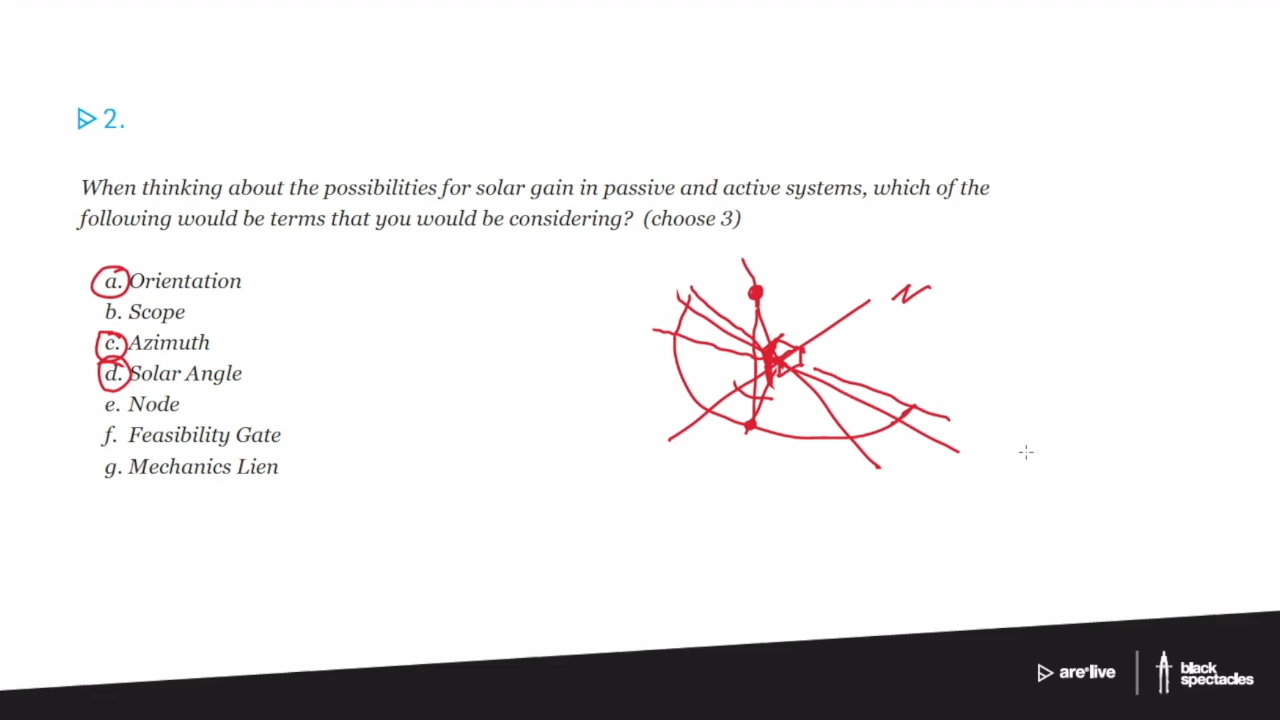 2.
When thinking about the possibilities for solar gain in passive and active systems, which of the
following would be terms that you would be considering? (choose 3)
a. Orientation
b. Scope
c. Azimuth
d. Solar Angle
e. Node
f. Feasibility Gate
g. Mechanics Lien
N
are®live
black
spectacles